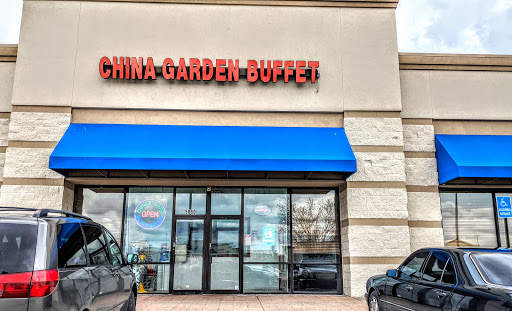 CHINA GARDEN BUFFET
OPEN